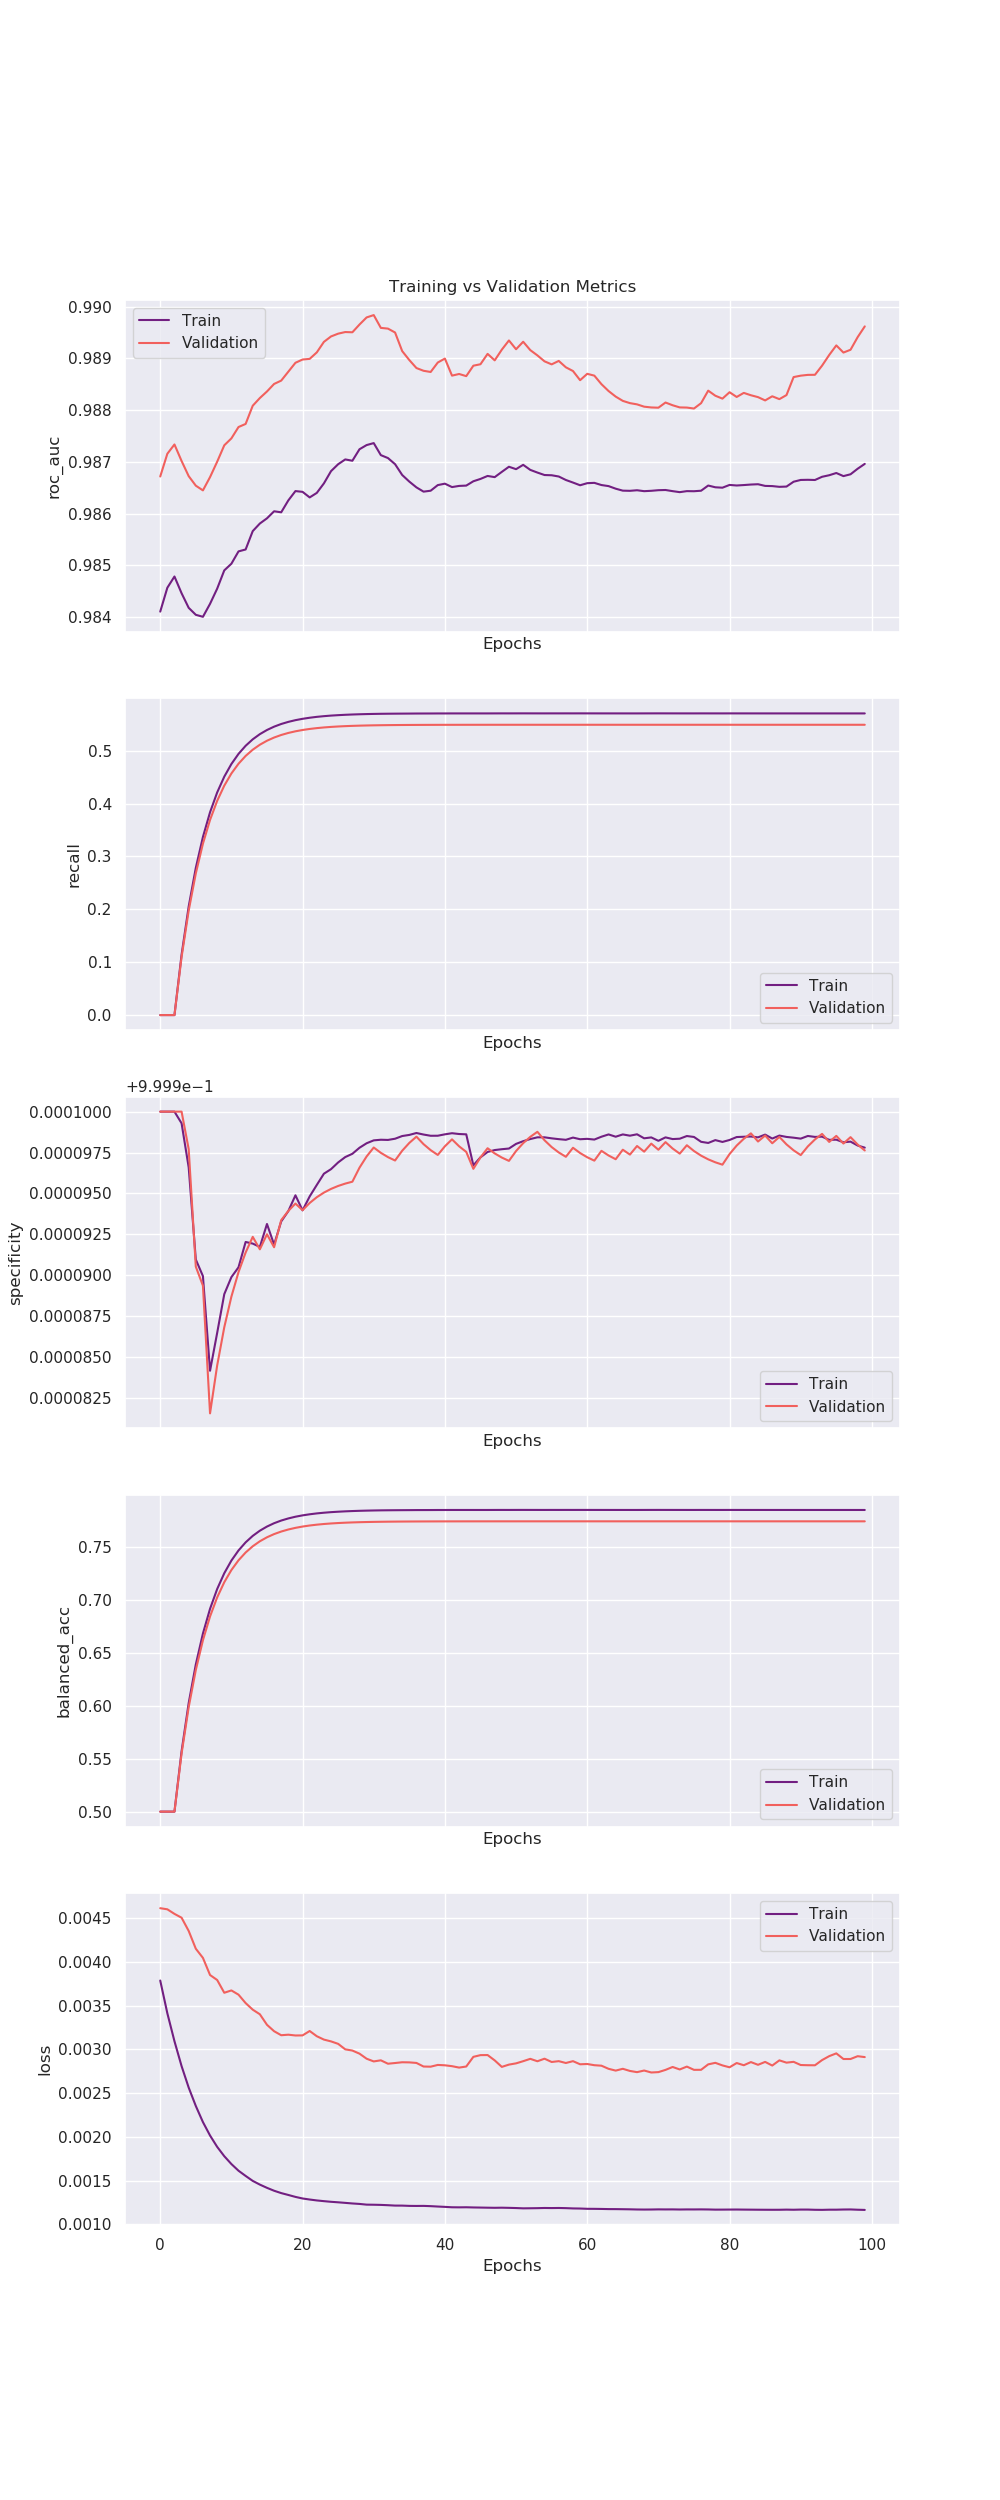 Training vs Validation Metrics
0.990
0.989
0.988
0.987
0.986
0.985
0.984
roc_auc
Train
Validation
Epochs
0.5
0.4
0.3
0.2
0.1
0.0
recall
Train
Validation
Epochs
+9.999e−1
0.0001000
0.0000975
0.0000950
0.0000925
0.0000900
0.0000875
0.0000850
0.0000825
specificity
Train
Validation
Epochs
0.75
0.70
0.65
0.60
0.55
0.50
balanced_acc
Train
Validation
Epochs
0.0045
0.0040
0.0035
0.0030
0.0025
0.0020
0.0015
0.0010
loss
Train
Validation
0 20 40 60 80 100
Epochs